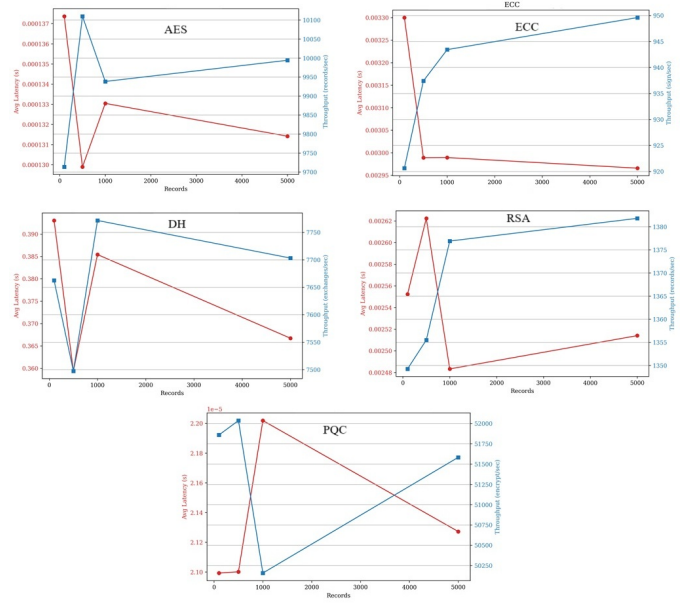 ECC
AES
0.000137
0.000136
0.000135
0.000134
0.000133
0.000132
0.000131
0.000130
Avg Latency (s)
10100
10050
10000
9950
9900
9850
9800
9750
9700
Throughput (records/sec)
0 1000 2000 3000 4000 5000
Records
ECC
0.00330
0.00325
0.00320
0.00315
0.00310
0.00305
0.00300
0.00295
Avg Latency (s)
950
945
940
935
930
925
920
Throughput (sign/sec)
0 1000 2000 3000 4000 5000
Records
DH
0.390
0.385
0.380
0.375
0.370
0.365
0.360
Avg Latency (s)
7750
7700
7650
7600
7550
7500
Throughput (exchanges/sec)
0 1000 2000 3000 4000 5000
Records
RSA
0.00262
0.00260
0.00258
0.00256
0.00254
0.00252
0.00250
0.00248
Avg Latency (s)
1380
1375
1370
1365
1360
1355
1350
Throughput (records/sec)
0 1000 2000 3000 4000 5000
Records
1e−5
PQC
2.20
2.18
2.16
2.14
2.12
2.10
Avg Latency (s)
52000
51750
51500
51250
51000
50750
50500
50250
Throughput (encrypt/sec)
0 1000 2000 3000 4000 5000
Records